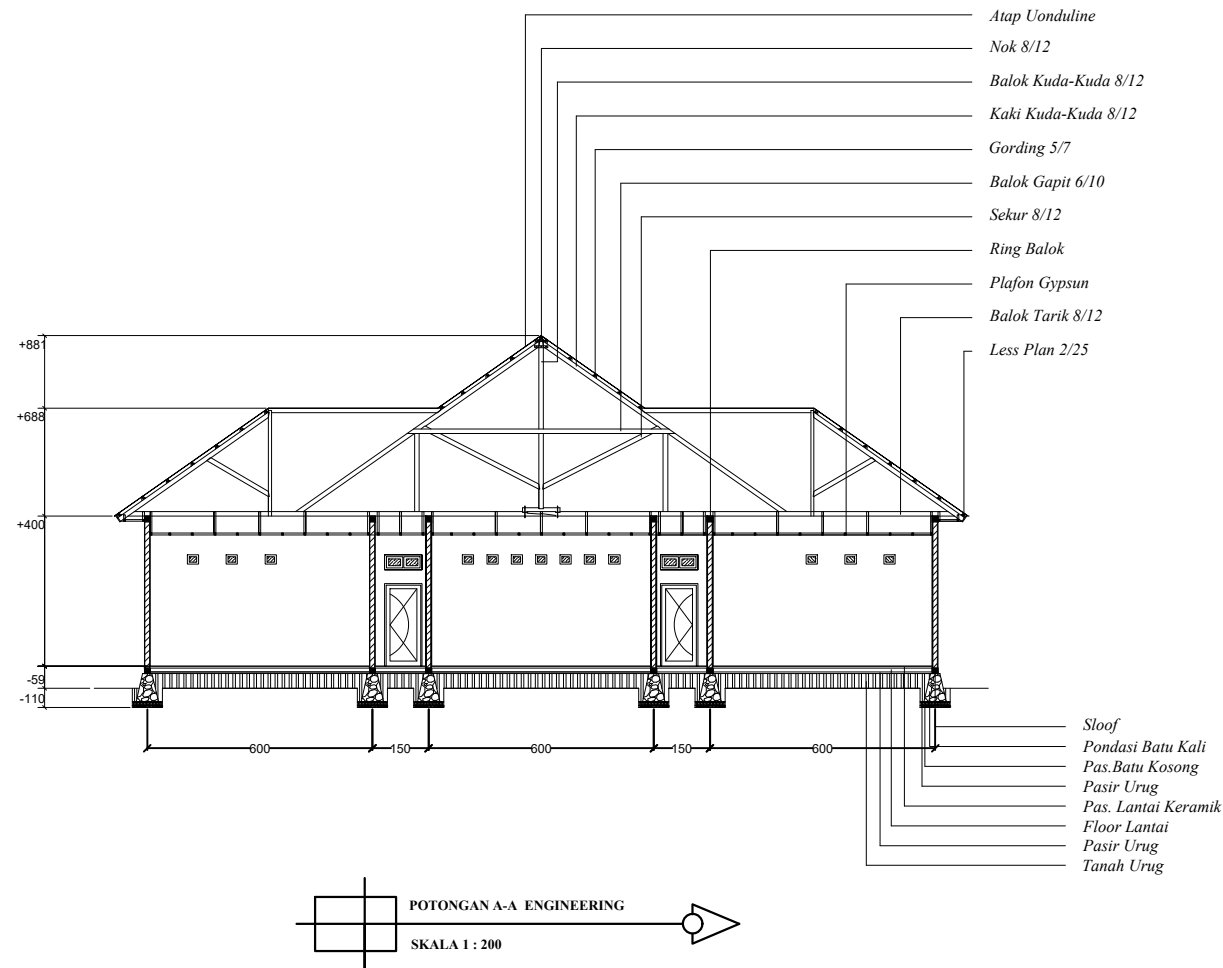 Atap Uonduline
Nok 8/12
Balok Kuda-Kuda 8/12
Kaki Kuda-Kuda 8/12
Gording 5/7
Balok Gapit 6/10
Sekur 8/12
Ring Balok
Plafon Gypsun
Balok Tarik 8/12
Less Plan 2/25
+881
+688
+400
-59
-110
600 150 600 150 600
Sloof
Pondasi Batu Kali
Pas.Batu Kosong
Pasir Urug
Pas. Lantai Keramik
Floor Lantai
Pasir Urug
Tanah Urug
POTONGAN A-A ENGINEERING
SKALA 1 : 200